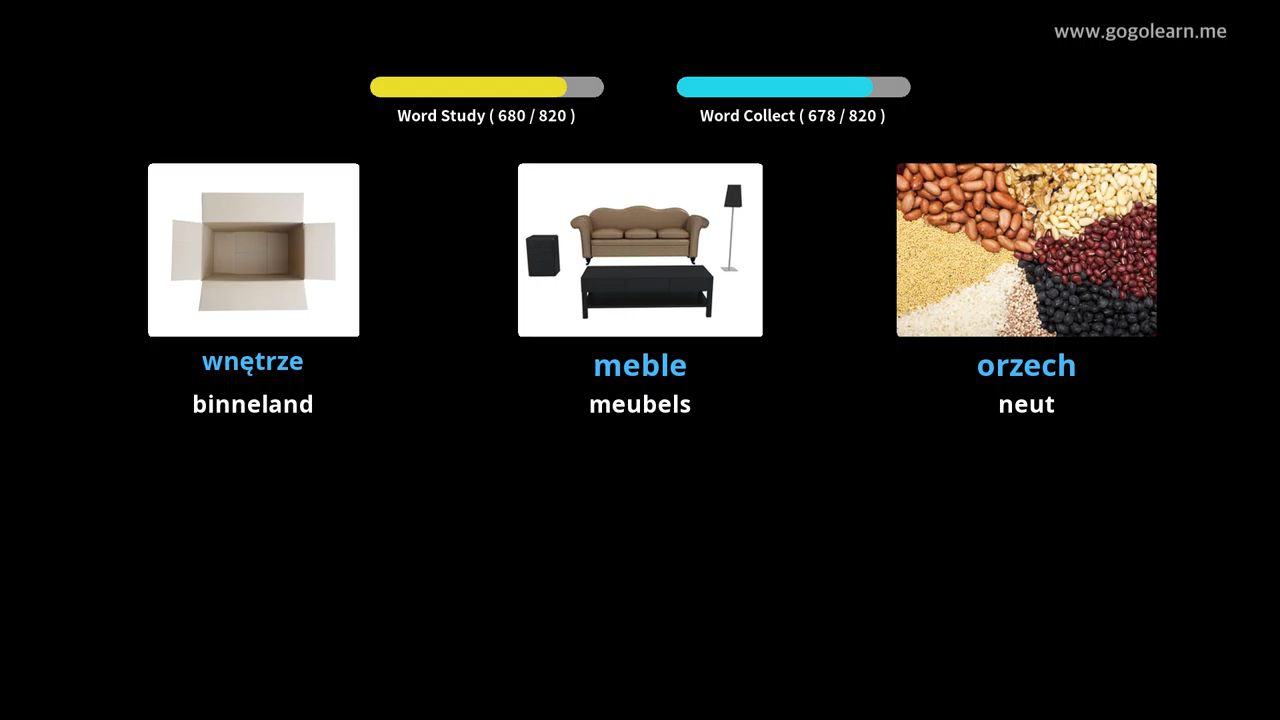 www.gogolearn.me
Word Study ( 680 / 820 )
Word Collect ( 678 / 820 )
wnętrze
meble
orzech
binneland
meubels
neut